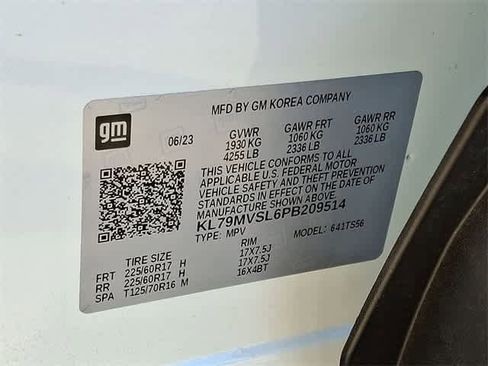 MFD BY GM KOREA COMPANY
gm
06/23
GVWR GAWR FRT GAWR RR
1930 KG 1060 KG 1060 KG
4255 LB 2336 LB 2336 LB
THIS VEHICLE CONFORMS TO ALL
APPLICABLE U.S. FEDERAL MOTOR
VEHICLE SAFETY AND THEFT PREVENTION
STANDARDS IN EFFECT ON THE DATE OF
MANUFACTURE SHOWN ABOVE
KL79MVSL6PB209514
TYPE: MPV MODEL: 641TS56
TIRE SIZE RIM
FRT 225/60R17 H 17X7.5J
RR 225/60R17 H 17X7.5J
SPA T125/70R16 M 16X4BT